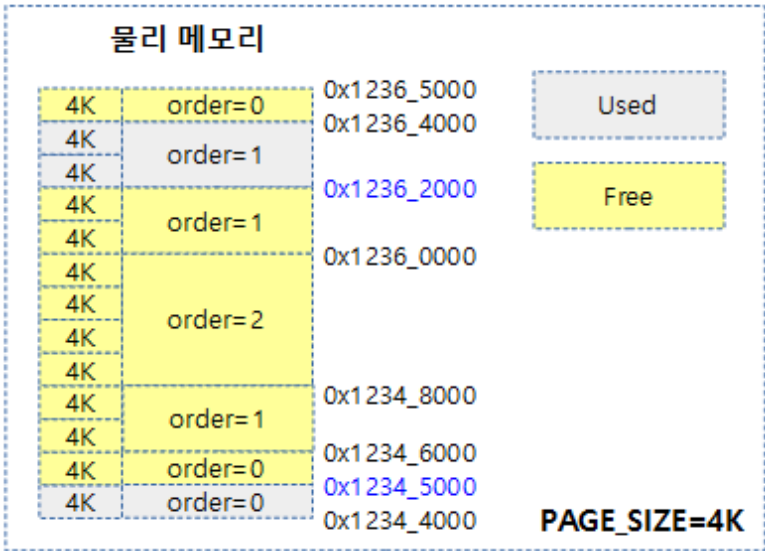 물리 메모리
0x1236_5000
4K order=0
0x1236_4000
4K
order=1
4K
0x1236_2000
4K
order=1
4K
0x1236_0000
4K
4K
order=2
4K
4K
0x1234_8000
4K
order=1
4K
0x1234_6000
4K order=0
0x1234_5000
4K order=0
0x1234_4000
Used
Free
PAGE_SIZE=4K